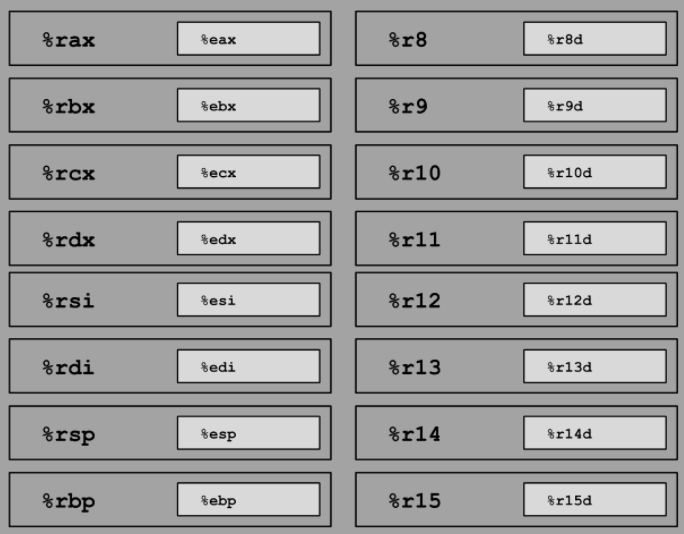 %rax %eax %r8 %r8d
%rbx %ebx %r9 %r9d
%rcx %ecx %r10 %r10d
%rdx %edx %r11 %r11d
%rsi %esi %r12 %r12d
%rdi %edi %r13 %r13d
%rsp %esp %r14 %r14d
%rbp %ebp %r15 %r15d